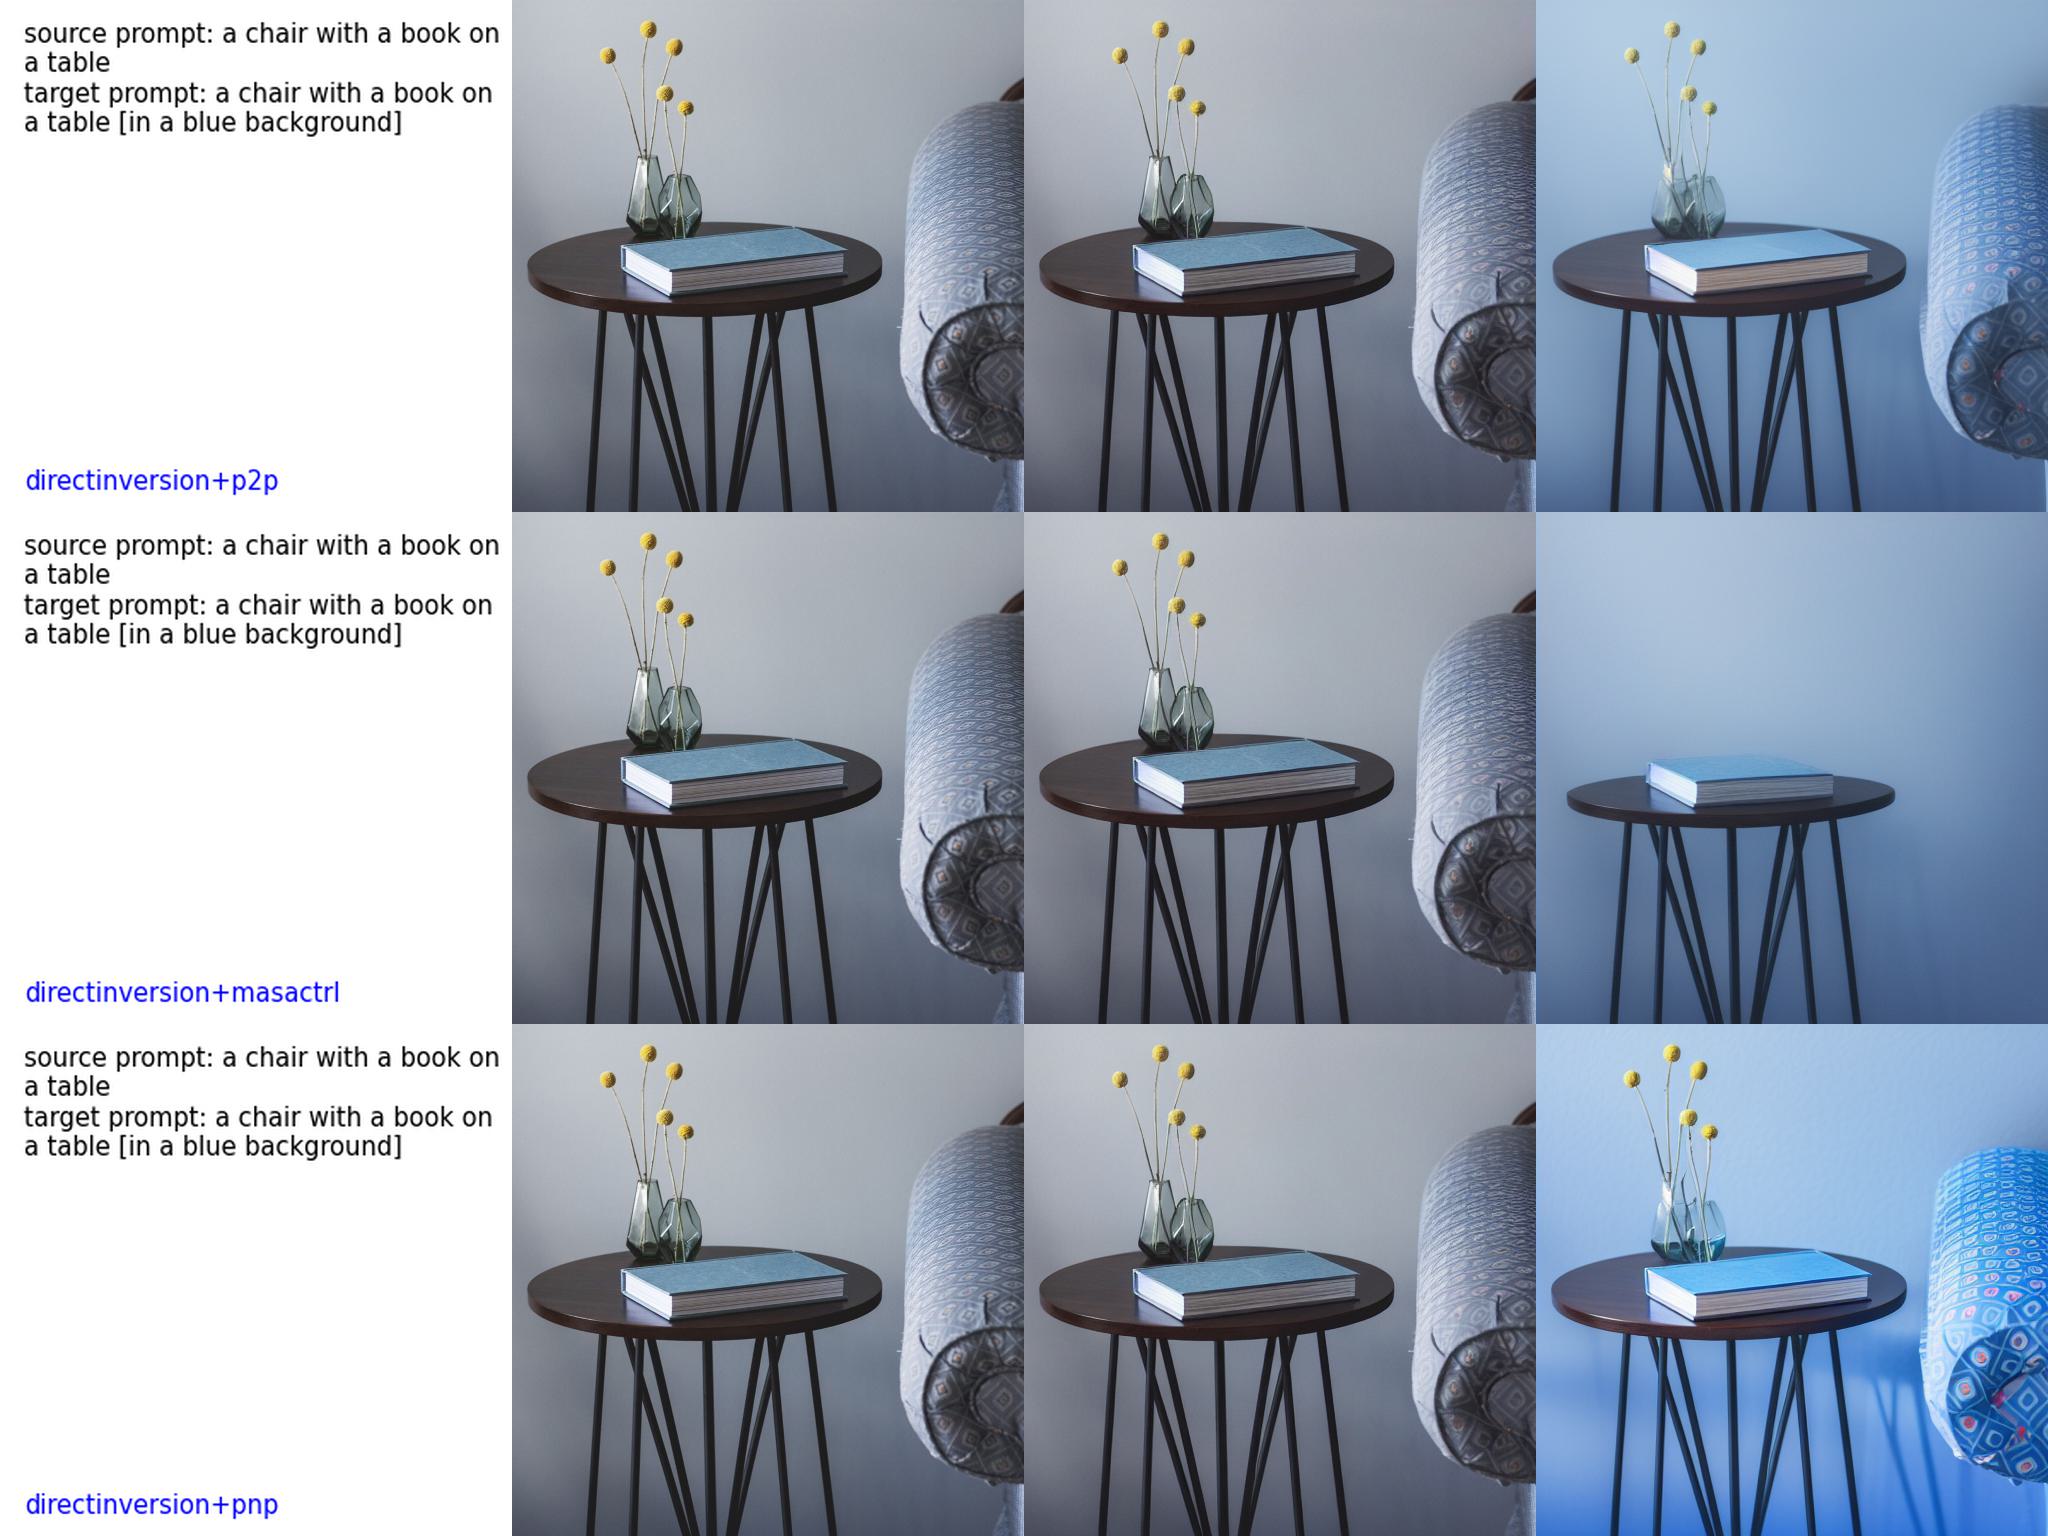 source prompt: a chair with a book on
a table
target prompt: a chair with a book on
a table [in a blue background]
directinversion+p2p
source prompt: a chair with a book on
a table
target prompt: a chair with a book on
a table [in a blue background]
directinversion+masactrl
source prompt: a chair with a book on
a table
target prompt: a chair with a book on
a table [in a blue background]
directinversion+pnp